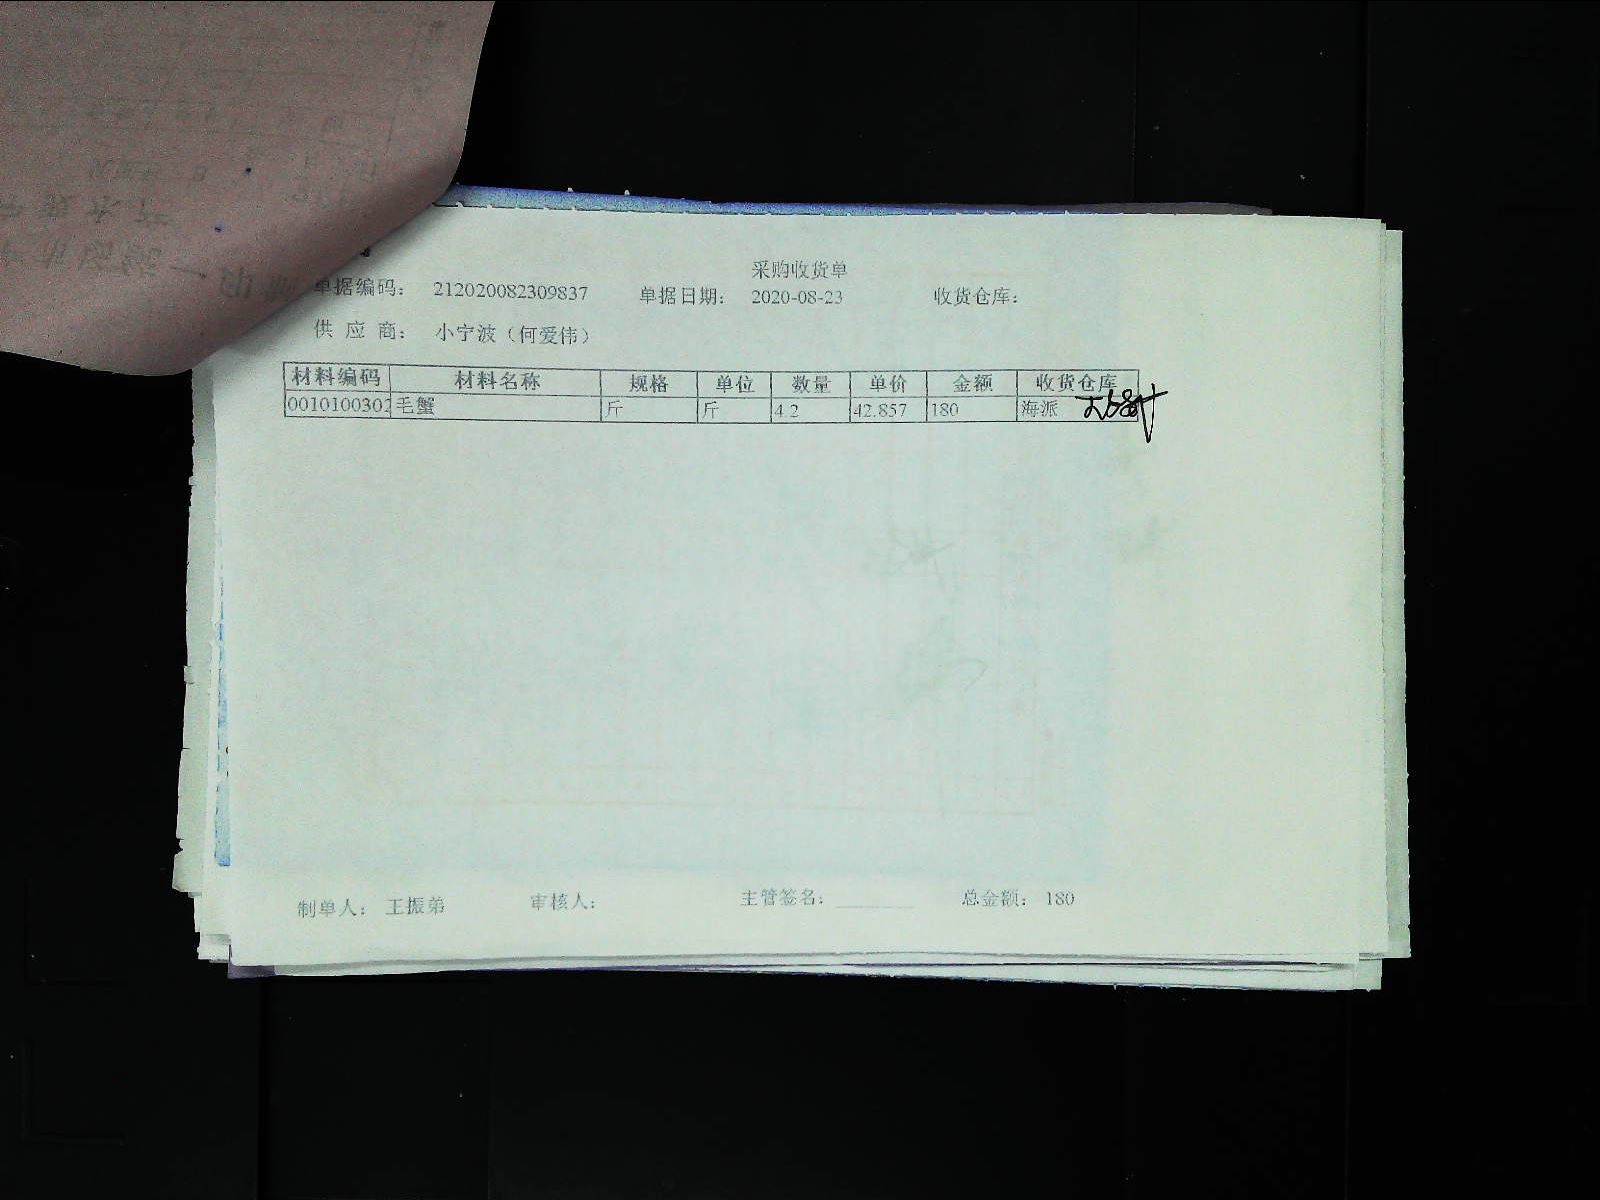 采购收货单
单据编码： 212020082309837 单据日期： 2020-08-23 收货仓库：
供 应 商： 小宁波（何爱伟）
材料编码 材料名称 规格 单位 数量 单价 金额 收货仓库
0010100302 毛蟹 斤 斤 4.2 42.857 180 海派
制单人： 王振弟 审核人： 主管签名： 总金额： 180